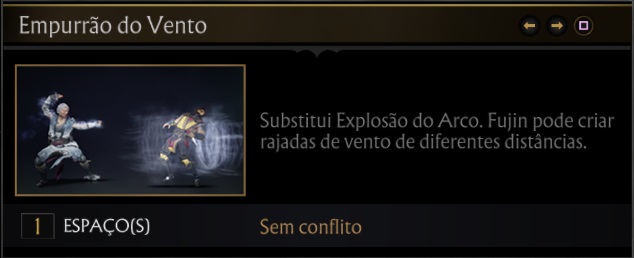 Empurrão do Vento
Substitui Explosão do Arco. Fujin pode criar
rajadas de vento de diferentes distâncias.
1 ESPAÇO(S)
Sem conflito